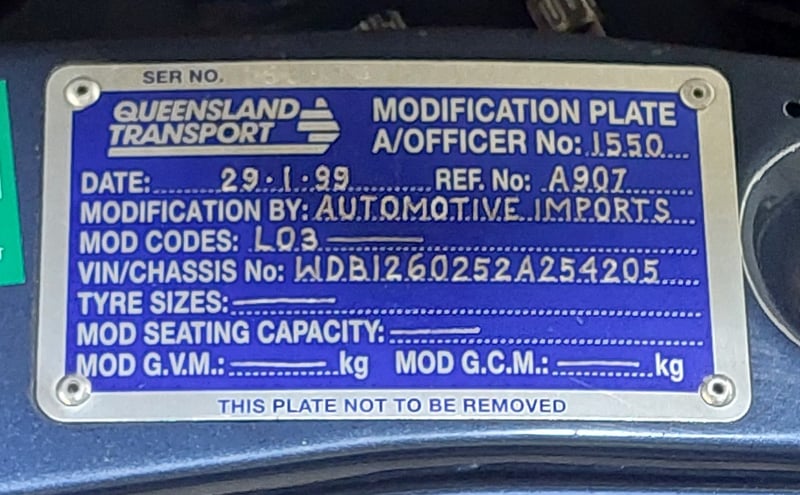 SER NO.
QUEENSLAND
TRANSPORT
MODIFICATION PLATE
A/OFFICER No: 1550
DATE: 29.1.99 REF. No: A907
MODIFICATION BY: AUTOMOTIVE IMPORTS
MOD CODES: LO3
VIN/CHASSIS No: WDB1260252A254205
TYRE SIZES:
MOD SEATING CAPACITY:
MOD G.V.M.: kg MOD G.C.M.: kg
THIS PLATE NOT TO BE REMOVED